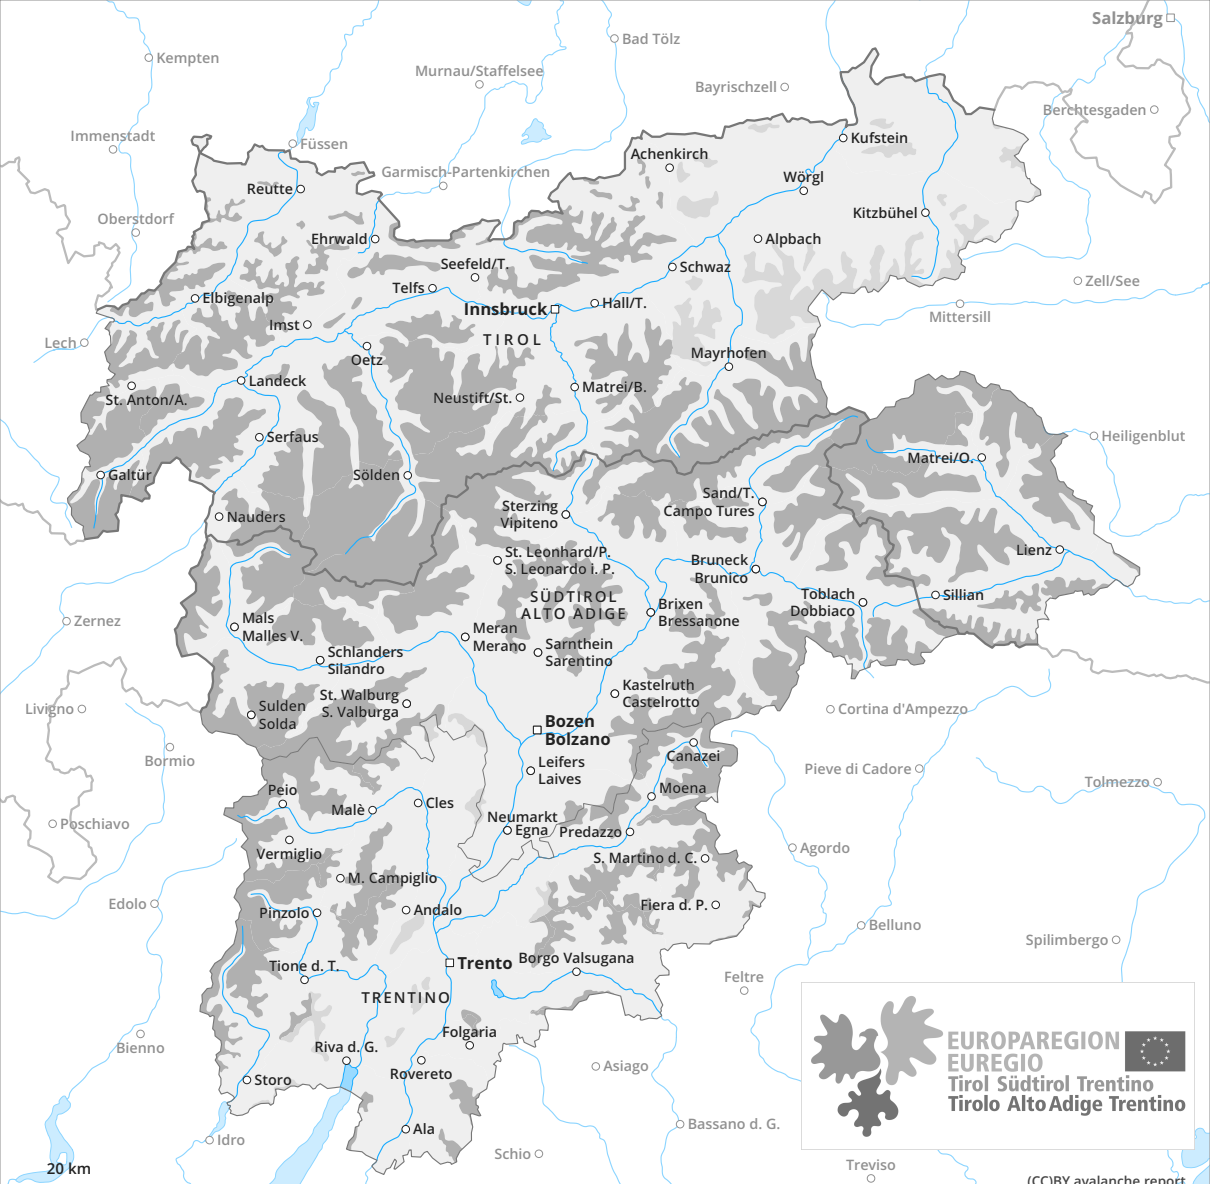 Salzburg
Bad Tölz
Kempten
Murnau/Staffelsee
Bayrischzell
Berchtesgaden
Immenstadt
Füssen
Kufstein
Achenkirch
Garmisch-Partenkirchen
Wörgl
Reutte
Oberstdorf
Kitzbühel
Ehrwald
Alpbach
Seefeld/T.
Schwaz
Zell/See
Telfs
Elbigenalp
Hall/T.
Innsbruck
Mittersill
Imst
TIROL
Lech
Mayrhofen
Oetz
Landeck
Matrei/B.
St. Anton/A.
Neustift/St.
Serfaus
Heiligenblut
Matrei/O.
Galtür
Sölden
Sand/T.
Campo Tures
Sterzing
Vipiteno
Nauders
St. Leonhard/P.
S. Leonardo i. P.
Lienz
Bruneck
Brunico
SÜDTIROL
ALTO ADIGE
Toblach
Dobbiaco
Sillian
Brixen
Bressanone
Zernez
Mals
Malles V.
Meran
Merano
Sarnthein
Sarentino
Schlanders
Silandro
Kastelruth
Castelrotto
St. Walburg
S. Valburga
Sulden
Solda
Livigno
Cortina d'Ampezzo
Bozen
Bolzano
Bormio
Canazei
Leifers
Laives
Pieve di Cadore
Tolmezzo
Peio
Moena
Malè
Cles
Neumarkt
Egna
Predazzo
Poschiavo
Vermiglio
Agordo
S. Martino d. C.
M. Campiglio
Edolo
Pinzolo
Andalo
Fiera d. P.
Belluno
Spilimbergo
Trento
Borgo Valsugana
Tione d. T.
Feltre
TRENTINO
Folgaria
Bienno
Riva d. G.
Rovereto
Asiago
Storo
EUROPAREGION
EUREGIO
Tirol Südtirol Trentino
Tirolo Alto Adige Trentino
Idro
Ala
Bassano d. G.
Schio
Treviso
20 km
(CC)BY avalanche.report